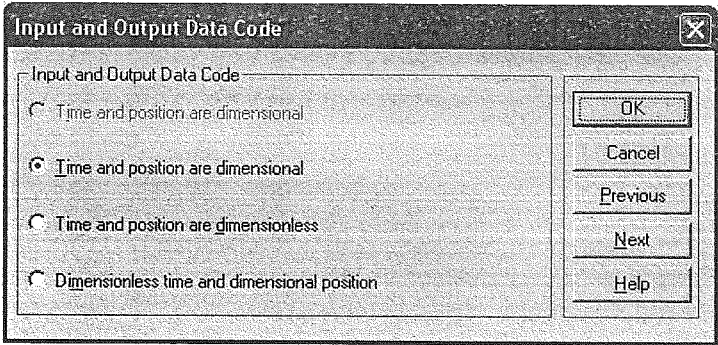 Input and Output Data Code
Input and Output Data Code
Time and position are dimensional
Time and position are dimensional
Time and position are dimensionless
Dimensionless time and dimensional position
OK
Cancel
Previous
Next
Help